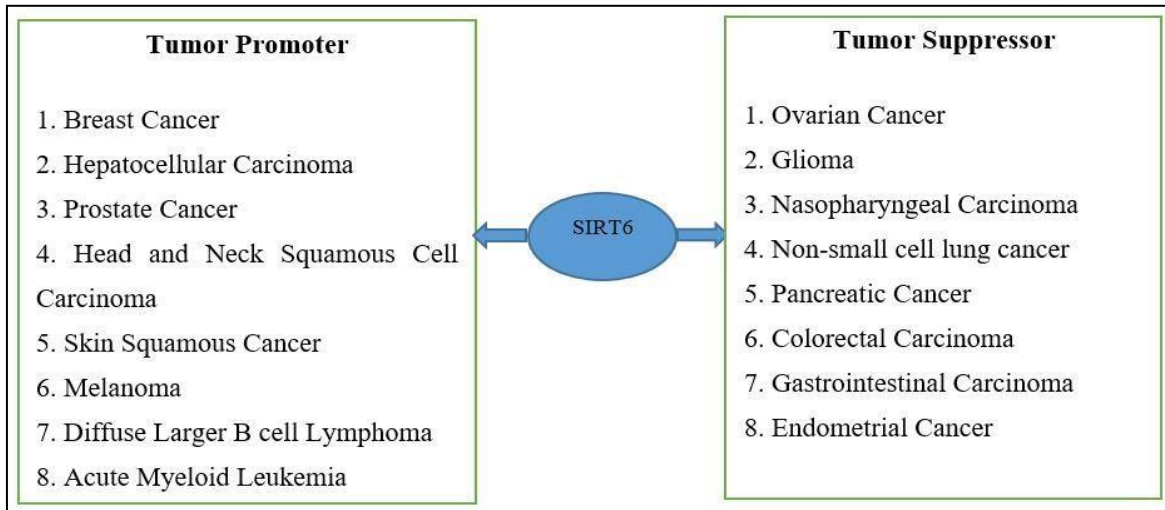 Tumor Promoter
1. Breast Cancer
2. Hepatocellular Carcinoma
3. Prostate Cancer
4. Head and Neck Squamous Cell
Carcinoma
5. Skin Squamous Cancer
6. Melanoma
7. Diffuse Larger B cell Lymphoma
8. Acute Myeloid Leukemia
SIRT6
Tumor Suppressor
1. Ovarian Cancer
2. Glioma
3. Nasopharyngeal Carcinoma
4. Non-small cell lung cancer
5. Pancreatic Cancer
6. Colorectal Carcinoma
7. Gastrointestinal Carcinoma
8. Endometrial Cancer